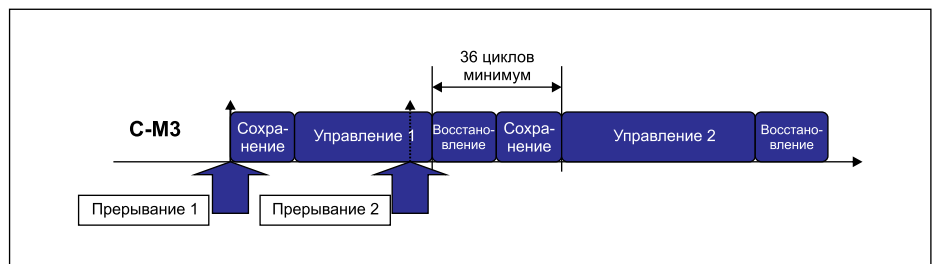 36 циклов
минимум
С-М3
Сохра-
нение
Управление 1
Восстано-
вление
Сохра-
нение
Управление 2
Восстано-
вление
Прерывание 1
Прерывание 2